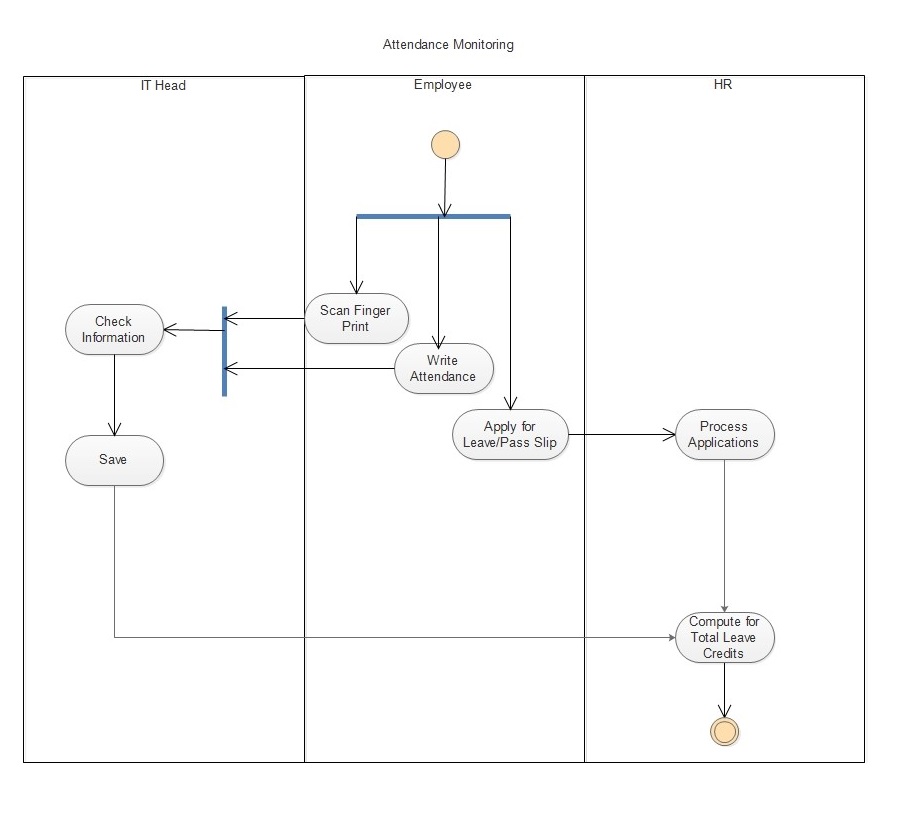 Attendance Monitoring
IT Head
Employee
HR
Scan Finger
Print
Check
Information
Write
Attendance
Apply for
Leave/Pass Slip
Process
Applications
Save
Compute for
Total Leave
Credits